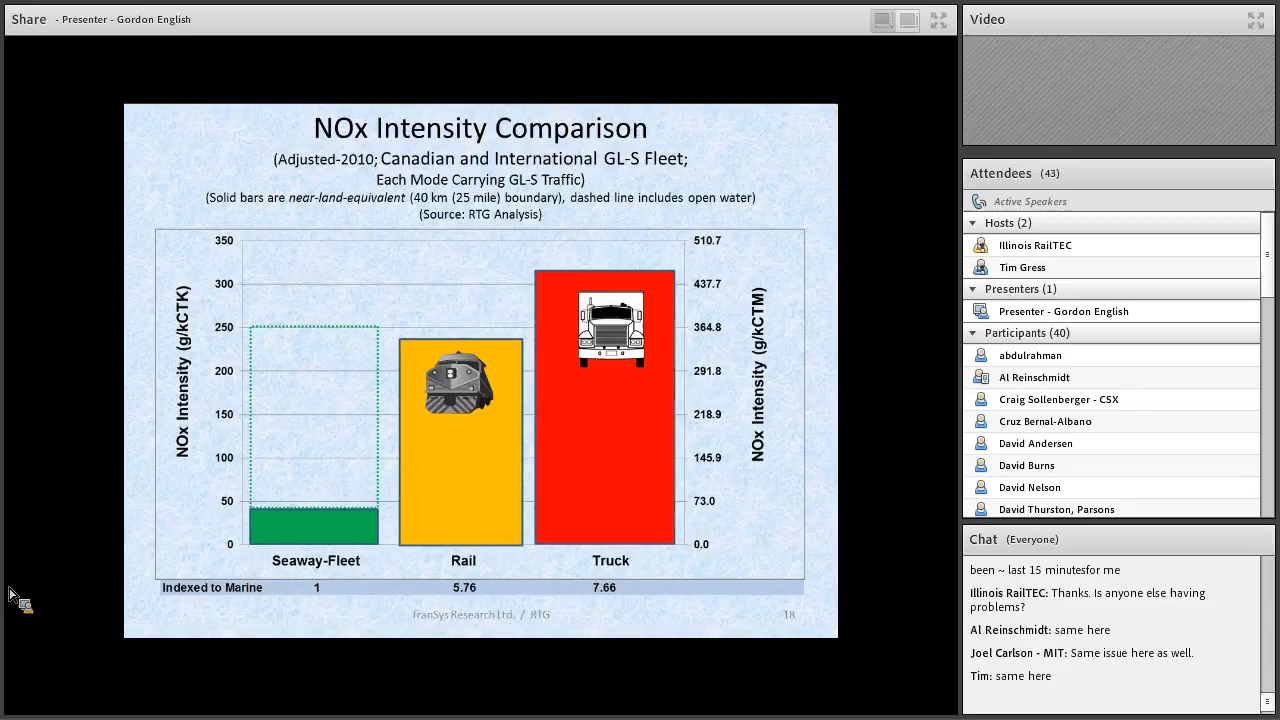 Share - Presenter - Gordon English
NOx Intensity Comparison
(Adjusted-2010; Canadian and International GL-S Fleet;
Each Mode Carrying GL-S Traffic)
(Solid bars are near-land-equivalent (40 km (25 mile) boundary), dashed line includes open water)
(Source: RTG Analysis)
NOx Intensity (g/kCTK)
350
300
250
200
150
100
50
0
510.7
437.7
364.8
291.8
218.9
145.9
73.0
0.0
NOx Intensity (g/kCTM)
Seaway-Fleet Rail Truck
Indexed to Marine 1 5.76 7.66
TranSys Research Ltd. / RTG 18
Video
Attendees (43)
Active Speakers
Hosts (2)
Illinois RailTEC
Tim Gress
Presenters (1)
Presenter - Gordon English
Participants (40)
abdulrahman
Al Reinschmidt
Craig Sollenberger - CSX
Cruz Bernal-Albano
David Andersen
David Burns
David Nelson
David Thurston, Parsons
Chat (Everyone)
been ~ last 15 minutesfor me
Illinois RailTEC: Thanks. Is anyone else having
problems?
Al Reinschmidt: same here
Joel Carlson - MIT: Same issue here as well.
Tim: same here